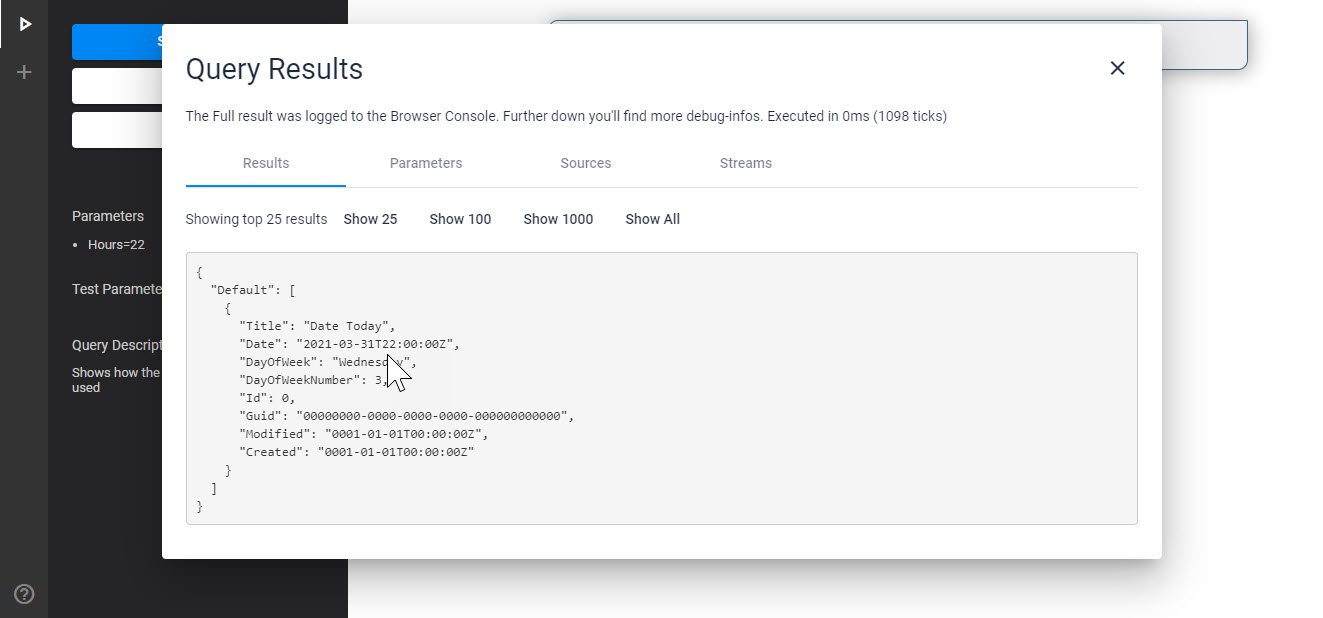 Query Results
The Full result was logged to the Browser Console. Further down you'll find more debug-infos. Executed in 0ms (1098 ticks)
Results Parameters Sources Streams
Showing top 25 results Show 25 Show 100 Show 1000 Show All
{
"Default": [
{
"Title": "Date Today",
"Date": "2021-03-31T22:00:00Z",
"DayOfWeek": "Wednesday",
"DayOfWeekNumber": 3,
"Id": 0,
"Guid": "00000000-0000-0000-0000-000000000000",
"Modified": "0001-01-01T00:00:00Z",
"Created": "0001-01-01T00:00:00Z"
}
]
}
Parameters
• Hours=22
Test Paramete
Query Descript
Shows how the
used